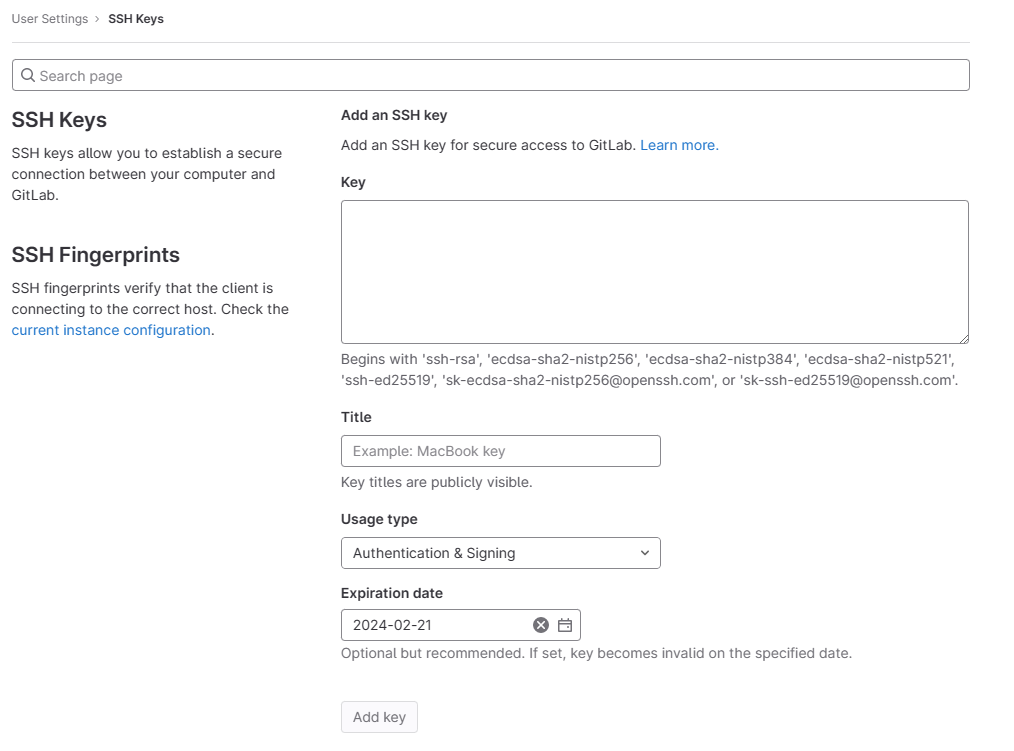 User Settings › SSH Keys
Search page
SSH Keys
SSH keys allow you to establish a secure
connection between your computer and
GitLab.
SSH Fingerprints
SSH fingerprints verify that the client is
connecting to the correct host. Check the
current instance configuration.
Add an SSH key
Add an SSH key for secure access to GitLab. Learn more.
Key
Begins with 'ssh-rsa', 'ecdsa-sha2-nistp256', 'ecdsa-sha2-nistp384', 'ecdsa-sha2-nistp521',
'ssh-ed25519', 'sk-ecdsa-sha2-nistp256@openssh.com', or 'sk-ssh-ed25519@openssh.com'.
Title
Example: MacBook key
Key titles are publicly visible.
Usage type
Authentication & Signing
Expiration date
2024-02-21
Optional but recommended. If set, key becomes invalid on the specified date.
Add key